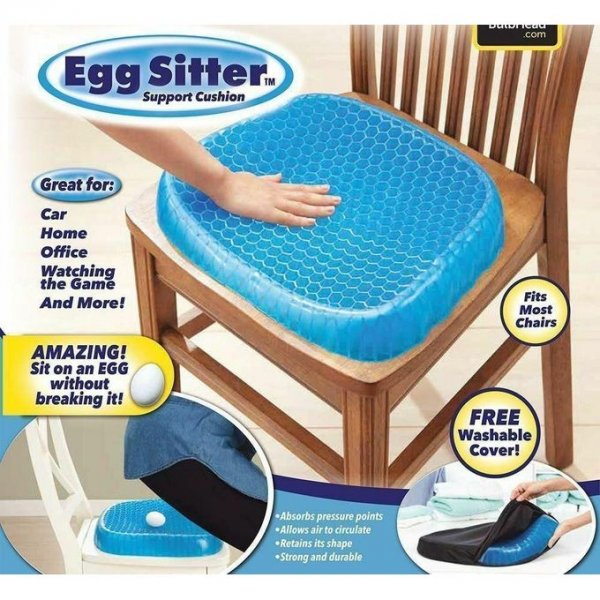 BulbHead
.com
Egg Sitter™
Support Cushion
Great for:
Car
Home
Office
Watching
the Game
And More!
Fits
Most
Chairs
AMAZING!
Sit on an EGG
without
breaking it!
FREE
Washable
Cover!
•Absorbs pressure points
•Allows air to circulate
•Retains its shape
•Strong and durable